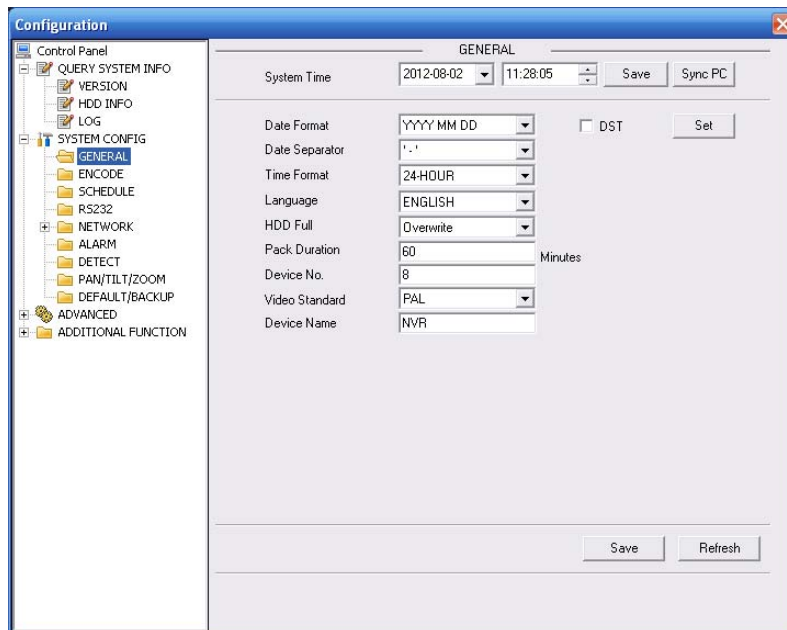 Configuration
Control Panel
QUERY SYSTEM INFO
VERSION
HDD INFO
LOG
SYSTEM CONFIG
GENERAL
ENCODE
SCHEDULE
RS232
NETWORK
ALARM
DETECT
PAN/TILT/ZOOM
DEFAULT/BACKUP
ADVANCED
ADDITIONAL FUNCTION
GENERAL
System Time 2012-08-02 11:28:05 Save Sync PC
Date Format YYYY MM DD DST Set
Date Separator '-'
Time Format 24-HOUR
Language ENGLISH
HDD Full Overwrite
Pack Duration 60 Minutes
Device No. 8
Video Standard PAL
Device Name NVR
Save Refresh